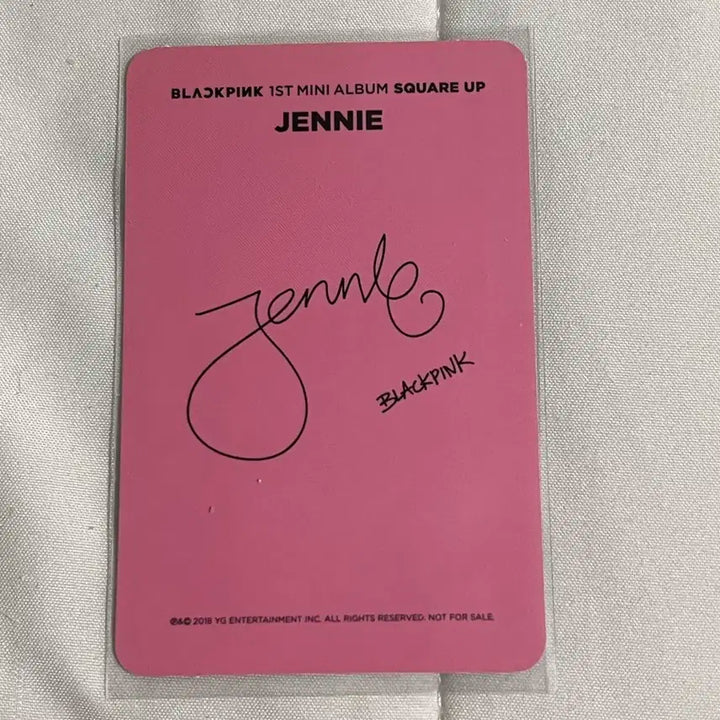 BLACKPINK 1ST MINI ALBUM SQUARE UP
JENNIE
Jennie
BLACKPINK
℗&© 2018 YG ENTERTAINMENT INC. ALL RIGHTS RESERVED. NOT FOR SALE.